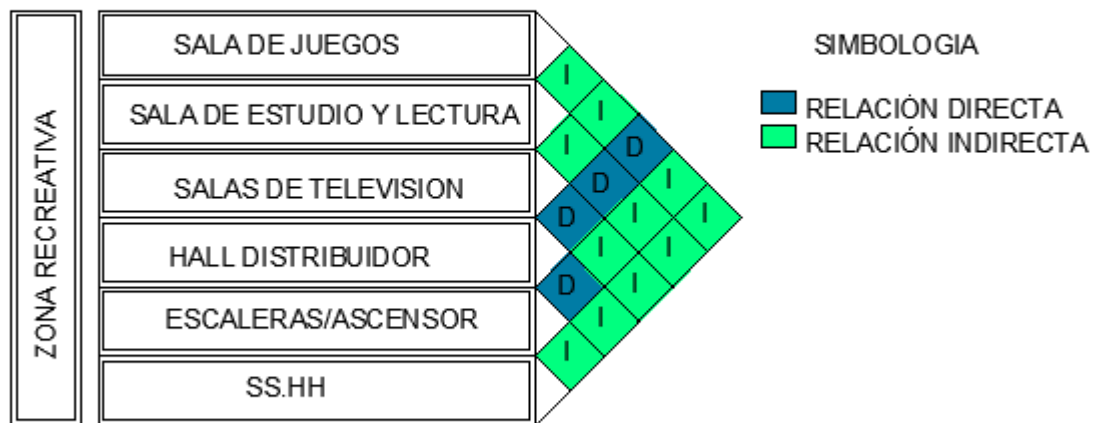 ZONA RECREATIVA
SALA DE JUEGOS
SALA DE ESTUDIO Y LECTURA
SALAS DE TELEVISION
HALL DISTRIBUIDOR
ESCALERAS/ASCENSOR
SS.HH
I
I
D
I
D
I
I
D
I
I
I
D
I
I
I
SIMBOLOGIA
RELACIÓN DIRECTA
RELACIÓN INDIRECTA